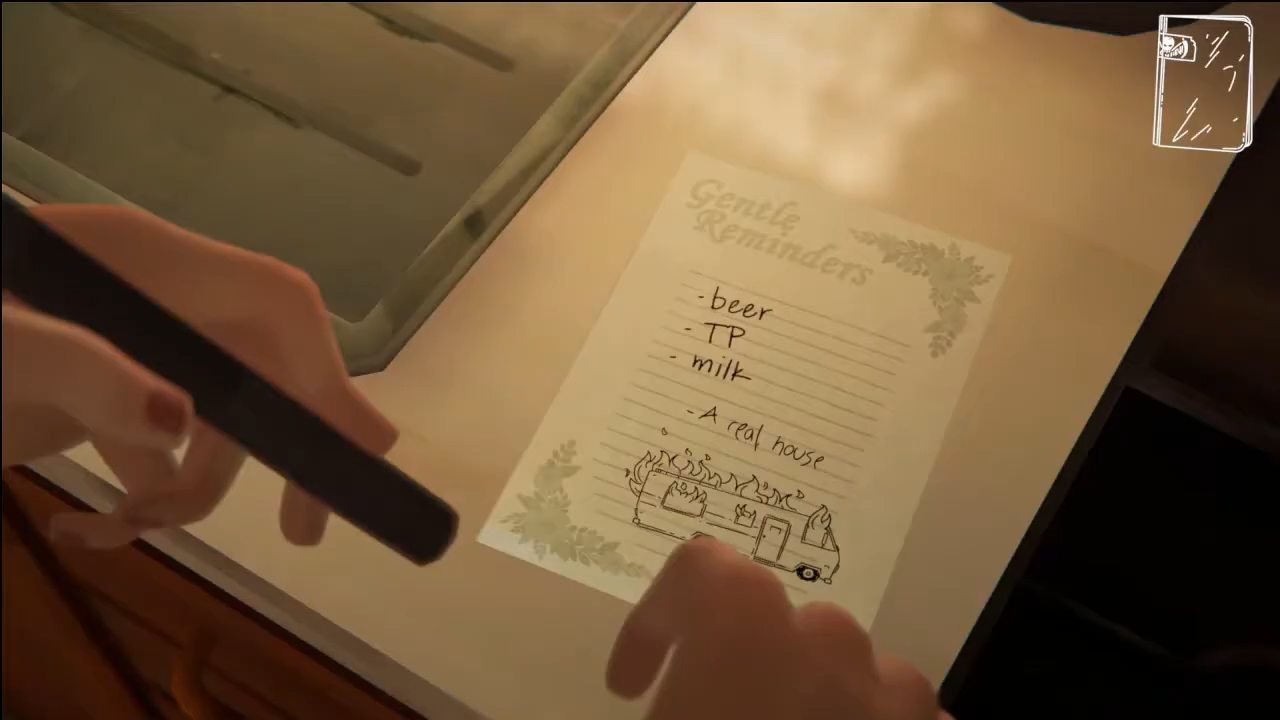 Gentle
Reminders
- beer
- TP
- milk
- A real house